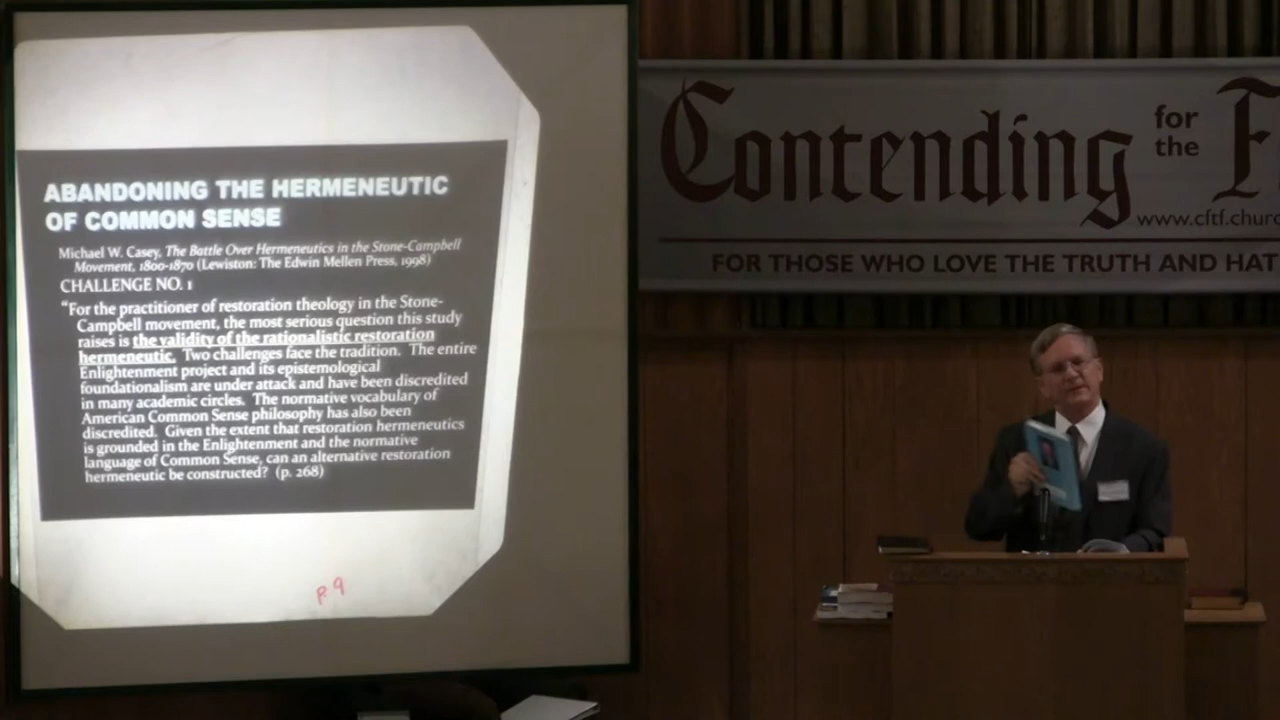 ABANDONING THE HERMENEUTIC
OF COMMON SENSE
Michael W. Casey, The Battle Over Hermeneutics in the Stone-Campbell
Movement, 1800-1870 (Lewiston: The Edwin Mellen Press, 1998)
CHALLENGE NO. 1
“For the practitioner of restoration theology in the Stone-
Campbell movement, the most serious question this study
raises is the validity of the rationalistic restoration
hermeneutic. Two challenges face the tradition. The entire
Enlightenment project and its epistemological
foundationalism are under attack and have been discredited
in many academic circles. The normative vocabulary of
American Common Sense philosophy has also been
discredited. Given the extent that restoration hermeneutics
is grounded in the Enlightenment and the normative
language of Common Sense, can an alternative restoration
hermeneutic be constructed? (p. 268)
p. 9
Contending for the F
www.cftf.churc
FOR THOSE WHO LOVE THE TRUTH AND HAT